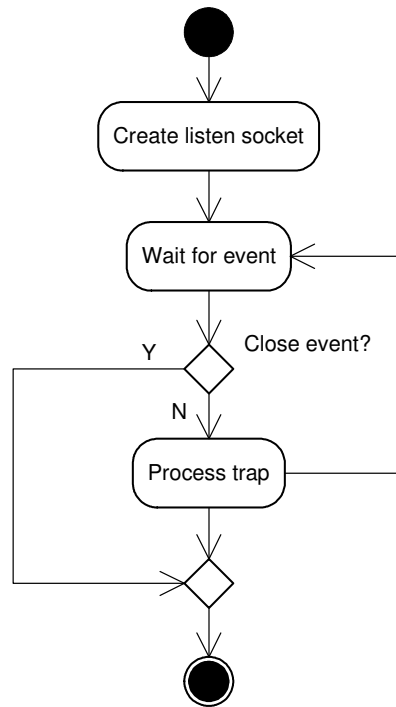 Create listen socket
Wait for event
Close event?
Y
N
Process trap